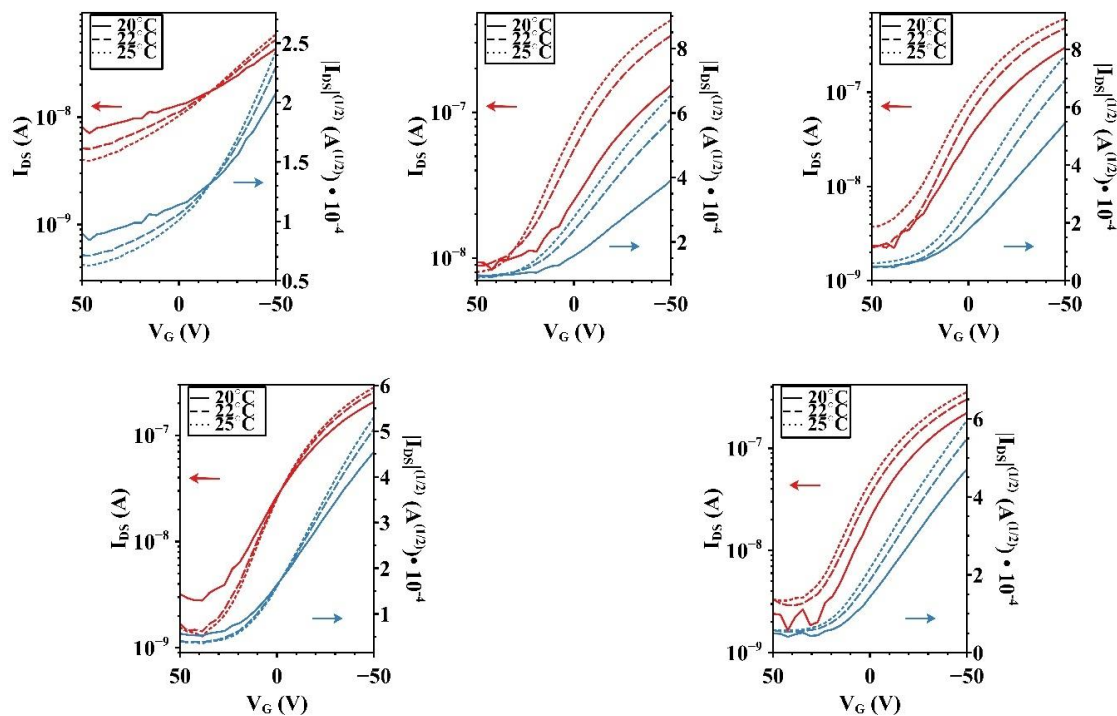 20°C
22°C
25°C
10⁻⁸
10⁻⁹
I_DS (A)
2.5
2
1.5
1
0.5
|I_DS|^(1/2) (A^(1/2)) • 10⁻⁴
50 0 −50
V_G (V)
20°C
22°C
25°C
10⁻⁷
10⁻⁸
I_DS (A)
8
6
4
2
|I_DS|^(1/2) (A^(1/2)) • 10⁻⁴
50 0 −50
V_G (V)
20°C
22°C
25°C
10⁻⁷
10⁻⁸
10⁻⁹
I_DS (A)
8
6
4
2
0
|I_DS|^(1/2) (A^(1/2)) • 10⁻⁴
50 0 −50
V_G (V)
20°C
22°C
25°C
10⁻⁷
10⁻⁸
10⁻⁹
I_DS (A)
6
5
4
3
2
1
|I_DS|^(1/2) (A^(1/2)) • 10⁻⁴
50 0 −50
V_G (V)
20°C
22°C
25°C
10⁻⁷
10⁻⁸
10⁻⁹
I_DS (A)
6
4
2
0
|I_DS|^(1/2) (A^(1/2)) • 10⁻⁴
50 0 −50
V_G (V)